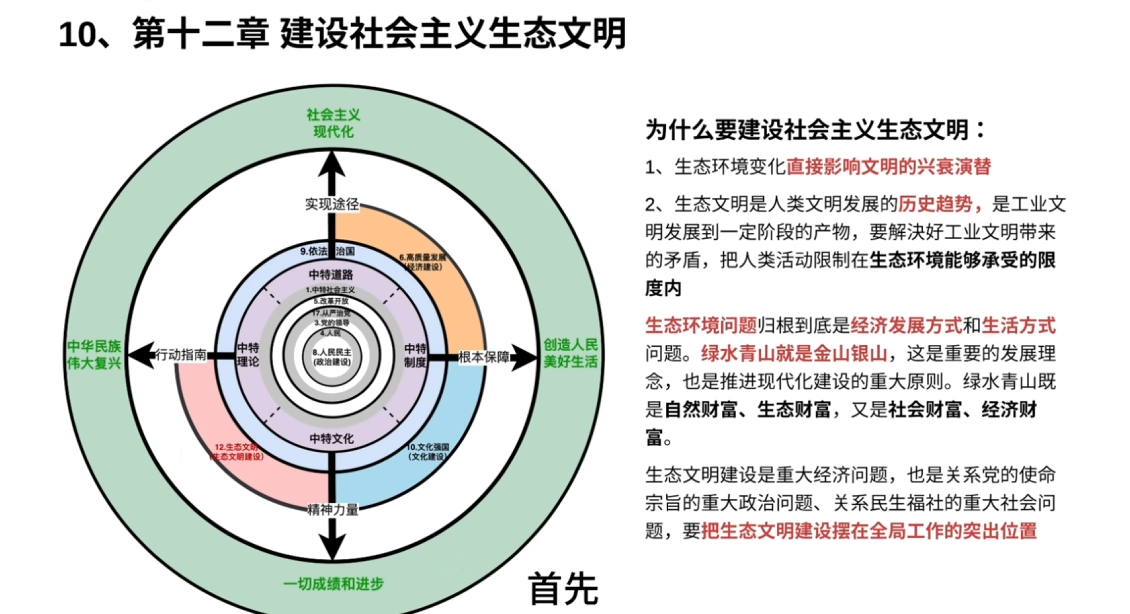 10、第十二章 建设社会主义生态文明
社会主义
现代化
实现途径
9.依法 治国
6.高质量发展
(经济建设)
中特道路
1.中特社会主义
5.改革开放
17.从严治党
3.党的领导
4.人民
8.人民民主
(政治建设)
中华民族
伟大复兴
行动指南
中特
理论
中特
制度
根本保障
创造人民
美好生活
中特文化
12.生态文明
(生态文明建设)
10.文化强国
(文化建设)
精神力量
一切成绩和进步
为什么要建设社会主义生态文明：
1、生态环境变化直接影响文明的兴衰演替
2、生态文明是人类文明发展的历史趋势，是工业文
明发展到一定阶段的产物，要解决好工业文明带来
的矛盾，把人类活动限制在生态环境能够承受的限
度内
生态环境问题归根到底是经济发展方式和生活方式
问题。绿水青山就是金山银山，这是重要的发展理
念，也是推进现代化建设的重大原则。绿水青山既
是自然财富、生态财富，又是社会财富、经济财
富。
生态文明建设是重大经济问题，也是关系党的使命
宗旨的重大政治问题、关系民生福社的重大社会问
题，要把生态文明建设摆在全局工作的突出位置
首先